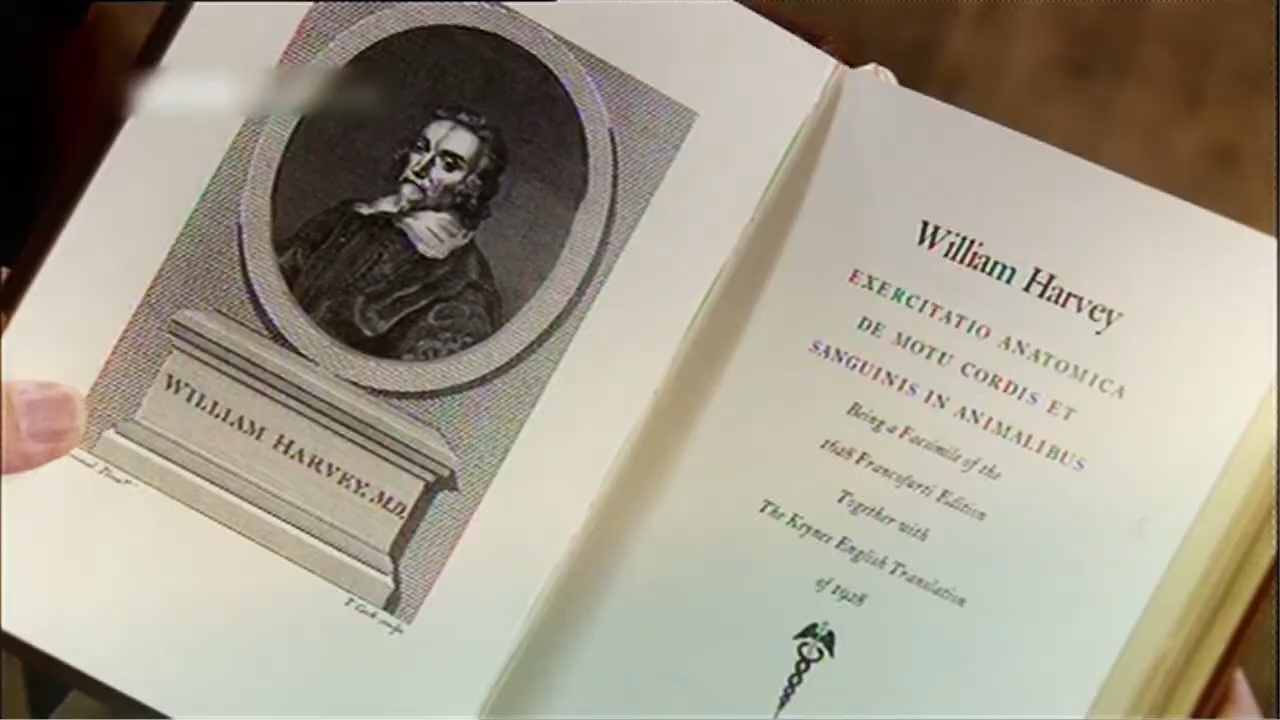 WILLIAM HARVEY, M.D.
William Harvey
EXERCITATIO ANATOMICA
DE MOTU CORDIS ET
SANGUINIS IN ANIMALIBUS
Being a Facsimile of the
1628 Francofurti Edition
Together with
The Keynes English Translation
of 1928